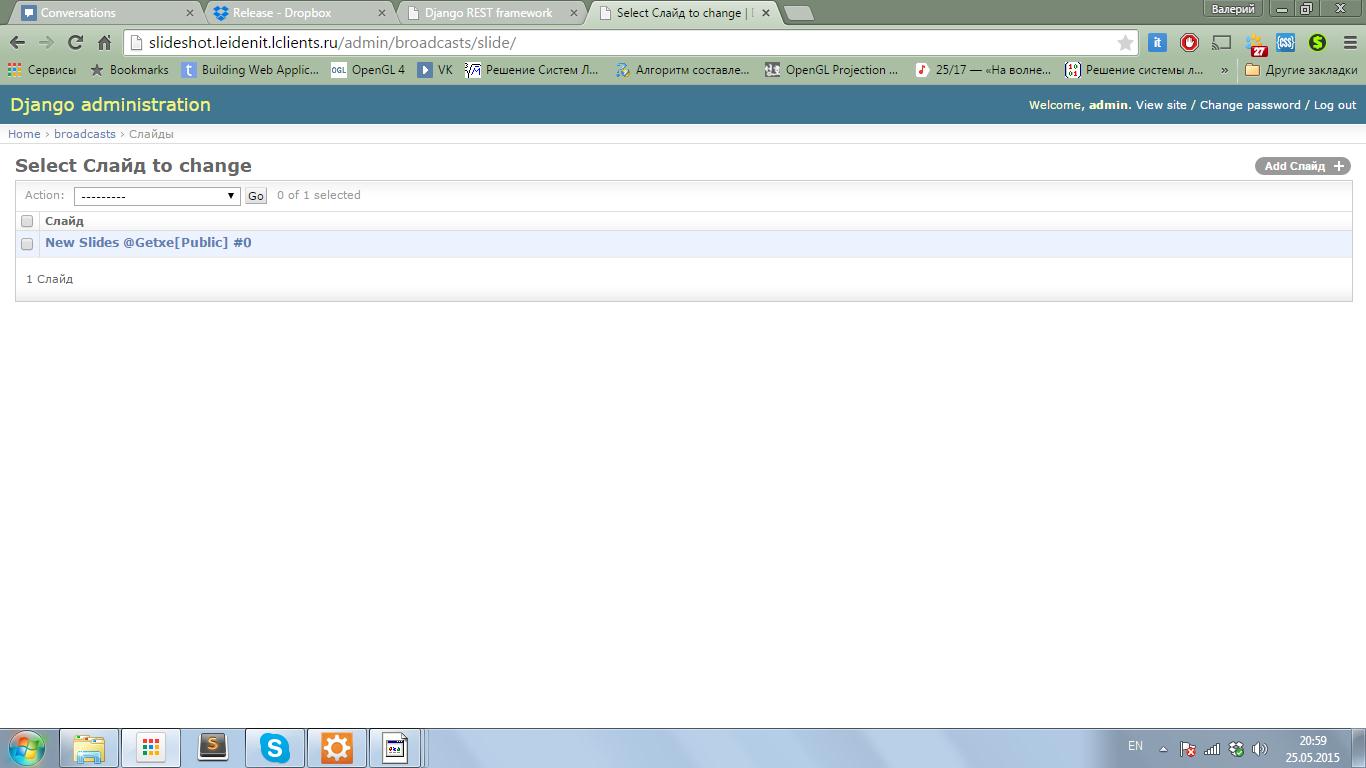 Conversations
Release - Dropbox
Django REST framework
Select Слайд to change |
Валерий
slideshot.leidenit.lclients.ru/admin/broadcasts/slide/
it
{css}
27
Сервисы
Bookmarks
t
Building Web Applic...
OGL
OpenGL 4
VK
Решение Систем Л...
Алгоритм составле...
OpenGL Projection ...
25/17 — «На волне...
Решение системы л...
»
Другие закладки
Django administration
Welcome, admin. View site / Change password / Log out
Home › broadcasts › Слайды
Select Слайд to change
Add Слайд +
Action: --------- Go 0 of 1 selected
Слайд
New Slides @Getxe[Public] #0
1 Слайд
EN
20:59
25.05.2015